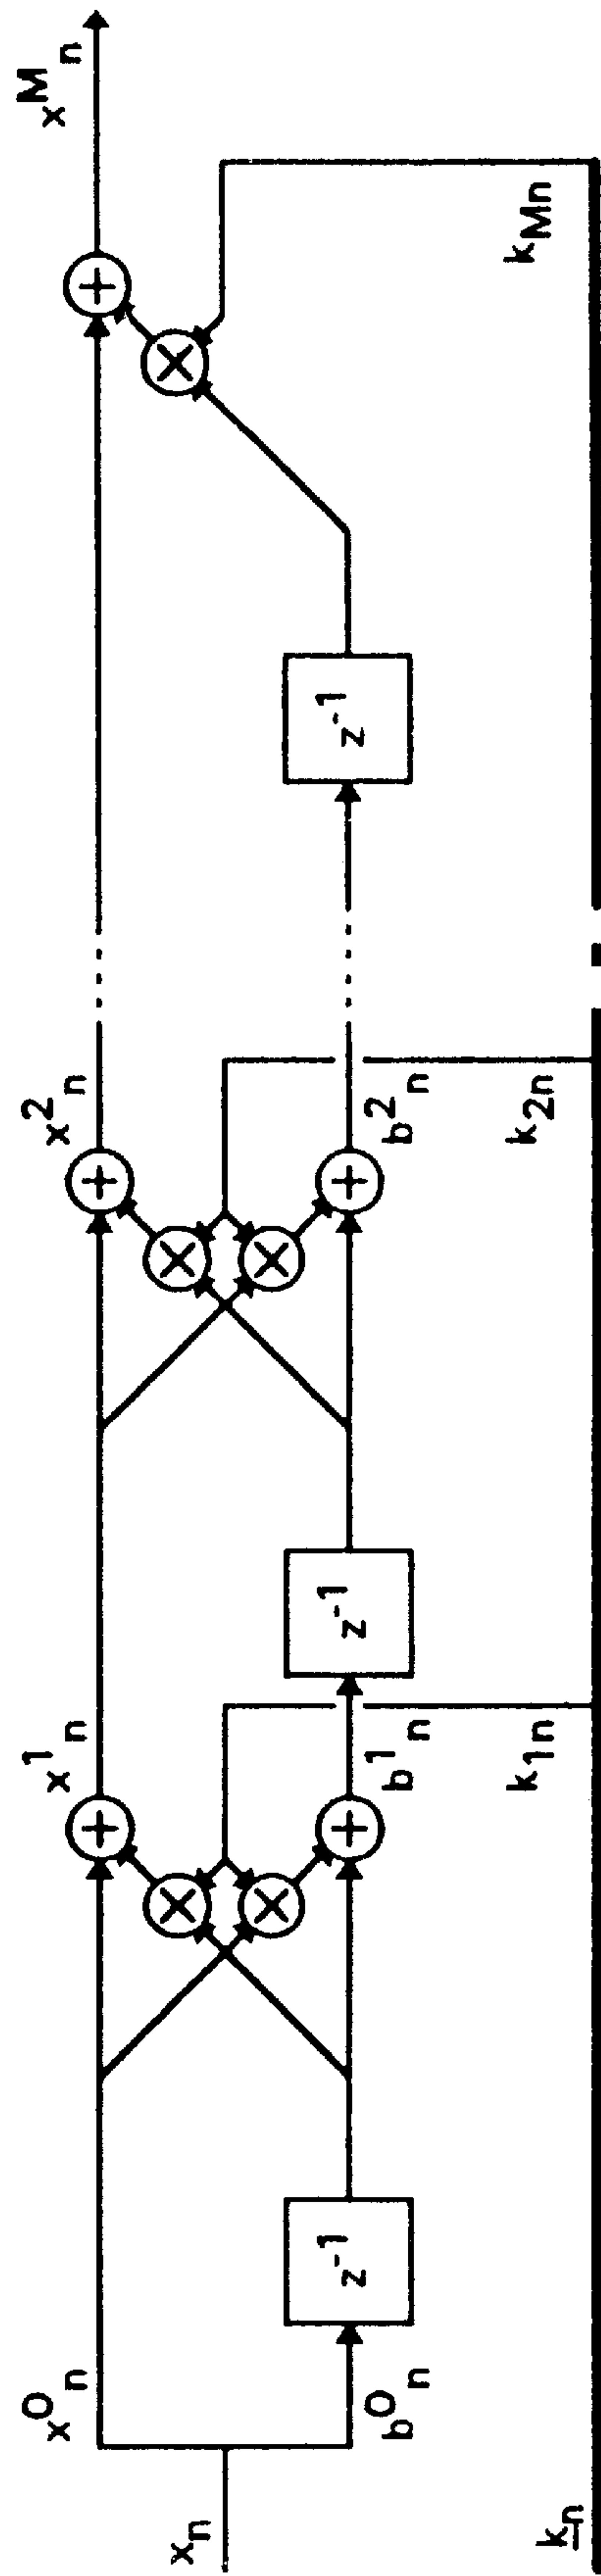 x_n
x^0_n
b^0_n
z^-1
x^1_n
b^1_n
k_1n
z^-1
x^2_n
b^2_n
k_2n
...
...
z^-1
k_Mn
x^M_n
k_n